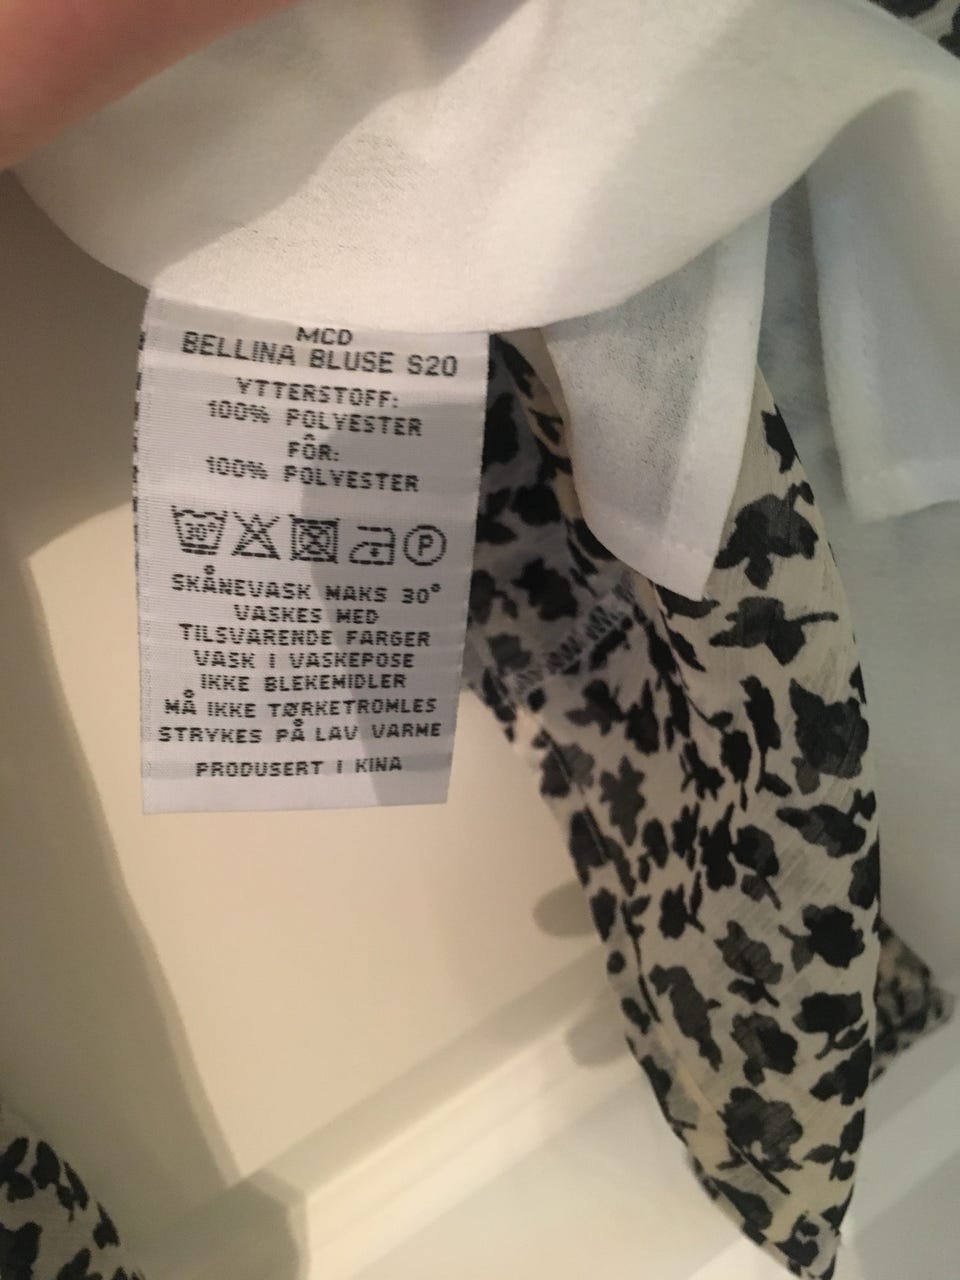 MCD
BELLINA BLUSE S20
YTTERSTOFF:
100% POLYESTER
FÔR:
100% POLYESTER
30° P
SKÅNEVASK MAKS 30°
VASKES MED
TILSVARENDE FARGER
VASK I VASKEPOSE
IKKE BLEKEMIDLER
MÅ IKKE TØRKETROMLES
STRYKES PÅ LAV VARME
PRODUSERT I KINA